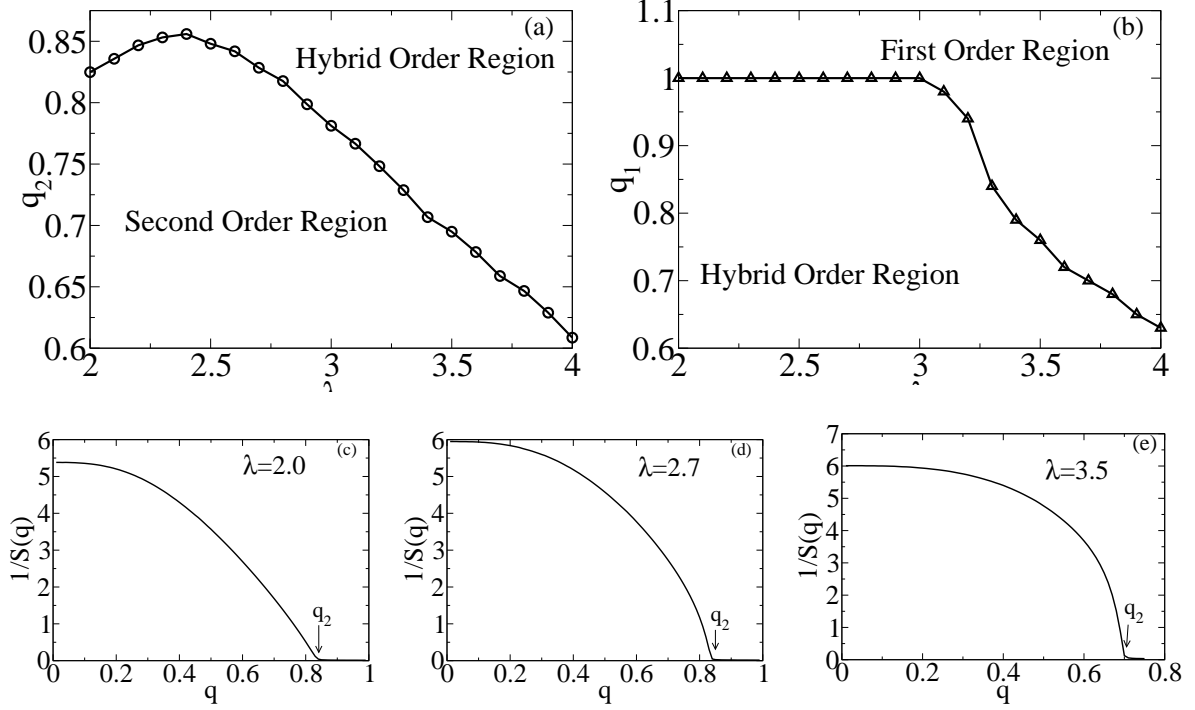 (a)
Hybrid Order Region
Second Order Region
q2
0.85
0.8
0.75
0.7
0.65
0.6
2
2.5
3
3.5
4
(b)
First Order Region
Hybrid Order Region
q1
1.1
1
0.9
0.8
0.7
0.6
2
2.5
3
3.5
4
(c)
λ=2.0
q2
1/S(q)
6
5
4
3
2
1
0
0
0.2
0.4
0.6
0.8
1
q
(d)
λ=2.7
q2
1/S(q)
6
5
4
3
2
1
0
0
0.2
0.4
0.6
0.8
1
q
(e)
λ=3.5
q2
1/S(q)
7
6
5
4
3
2
1
0
0
0.2
0.4
0.6
0.8
q